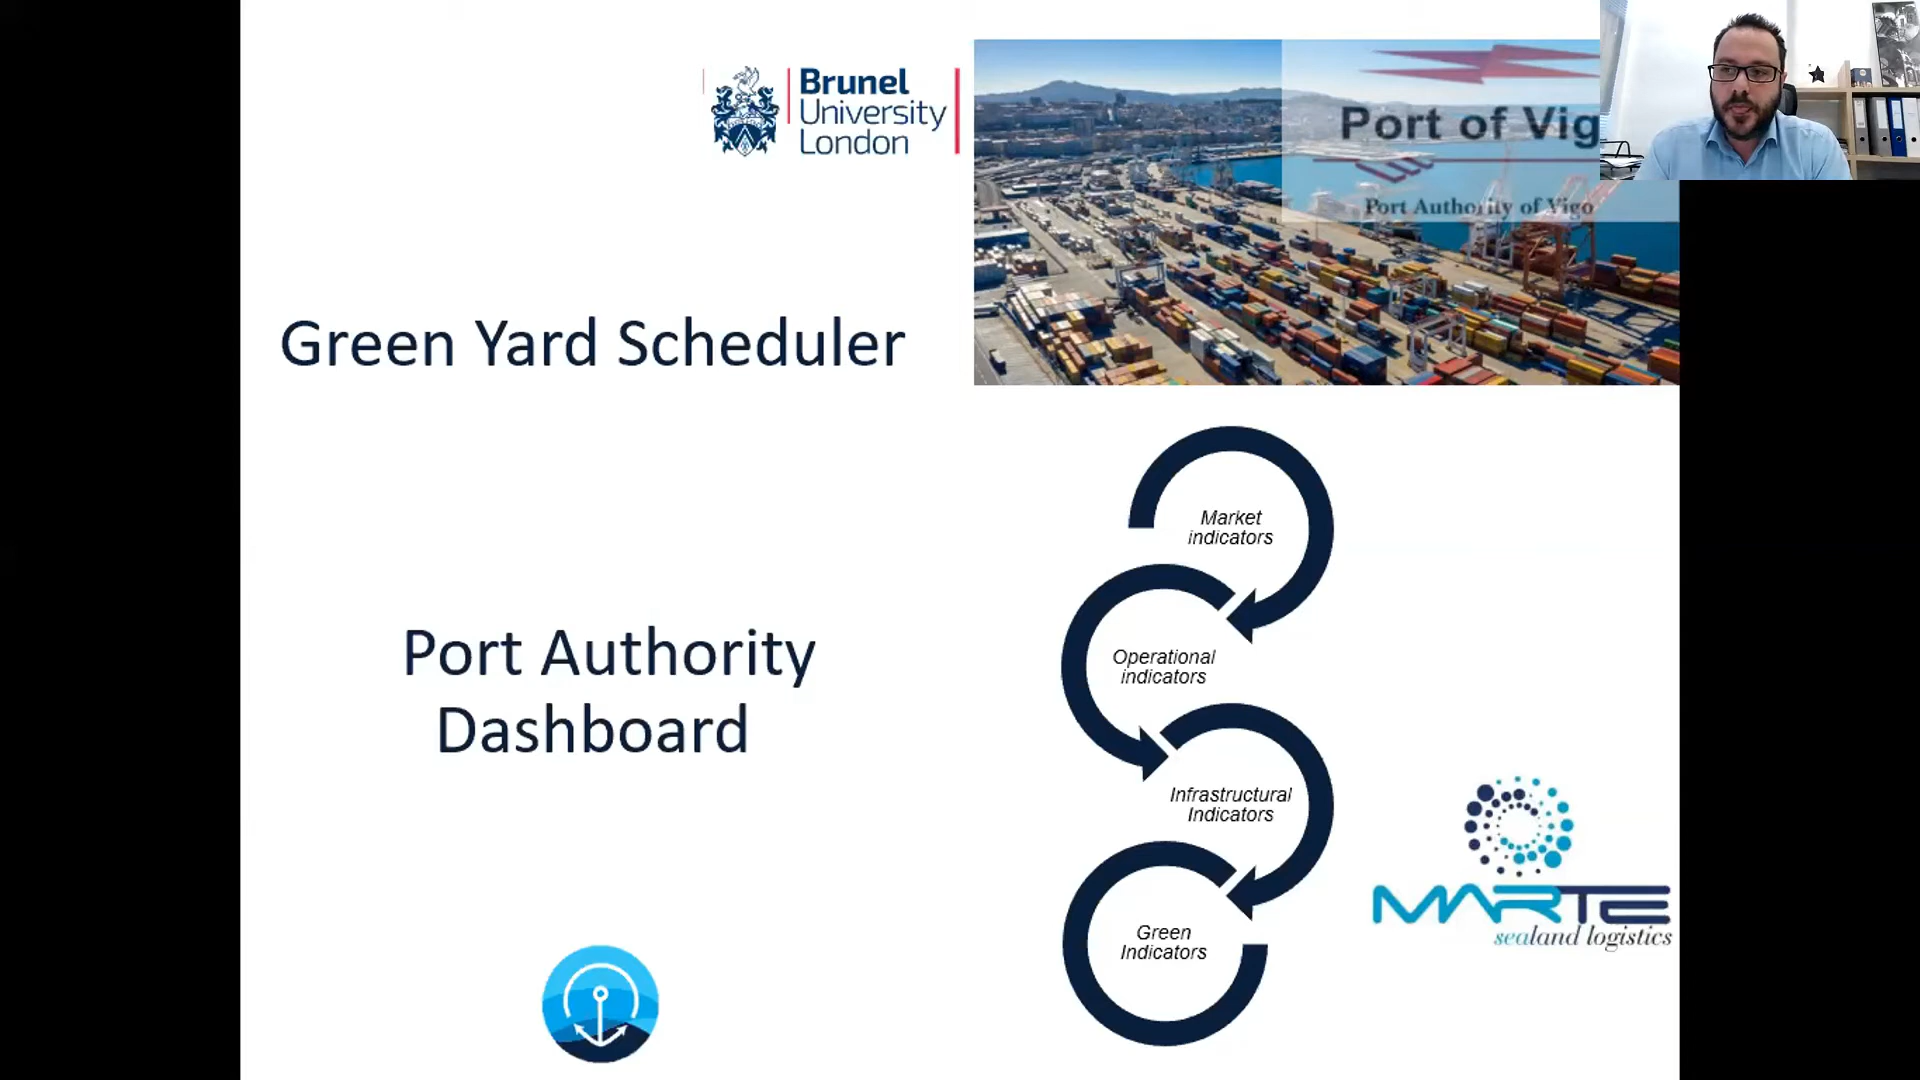 Brunel
University
London
Port of Vig
Port Authority of Vigo
Green Yard Scheduler
Market
indicators
Operational
indicators
Port Authority
Dashboard
Infrastructural
Indicators
MARTE
sealand logistics
Green
Indicators